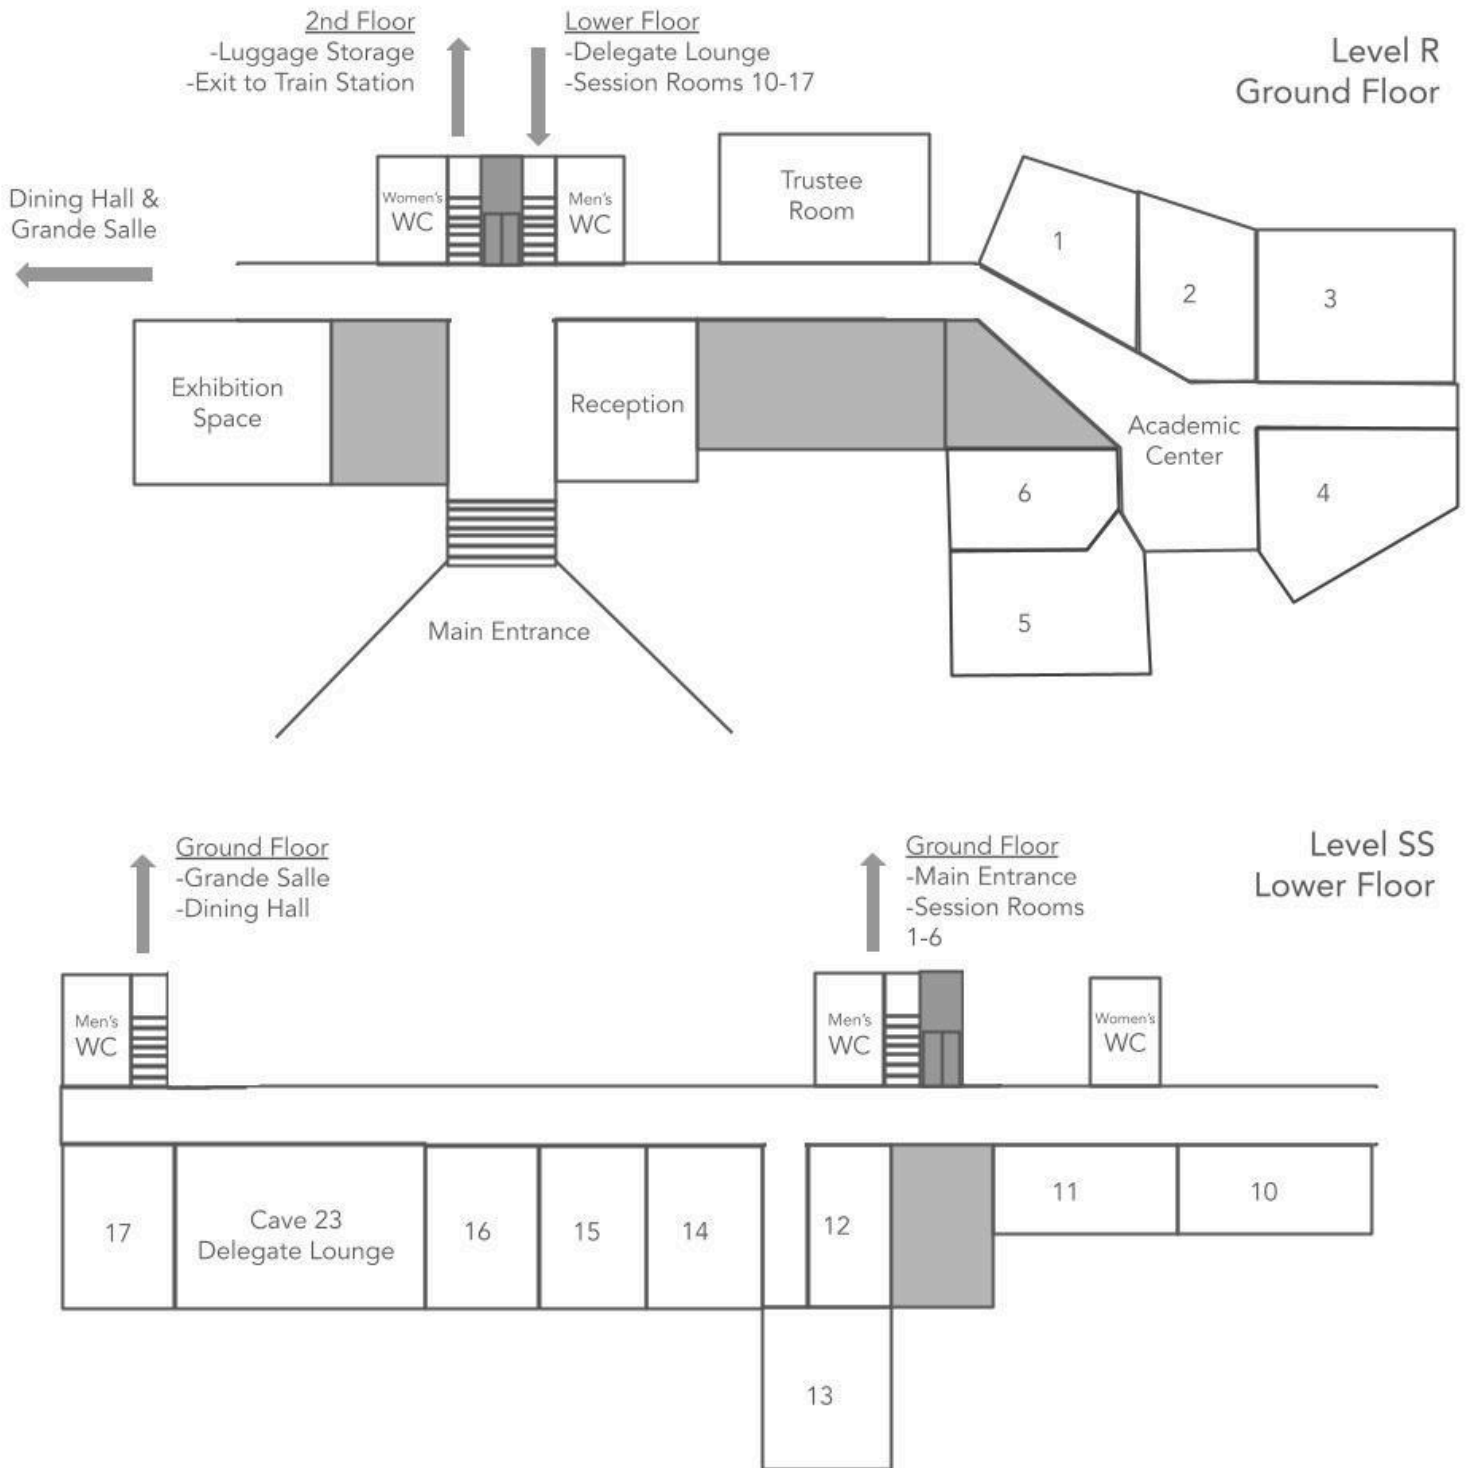 2nd Floor
-Luggage Storage
-Exit to Train Station
Lower Floor
-Delegate Lounge
-Session Rooms 10-17
Level R
Ground Floor
Dining Hall &
Grande Salle
Women's
WC
Men's
WC
Trustee
Room
1
2
3
Exhibition
Space
Reception
Academic
Center
6
4
5
Main Entrance
Ground Floor
-Grande Salle
-Dining Hall
Ground Floor
-Main Entrance
-Session Rooms
1-6
Level SS
Lower Floor
Men's
WC
Men's
WC
Women's
WC
17
Cave 23
Delegate Lounge
16
15
14
12
11
10
13